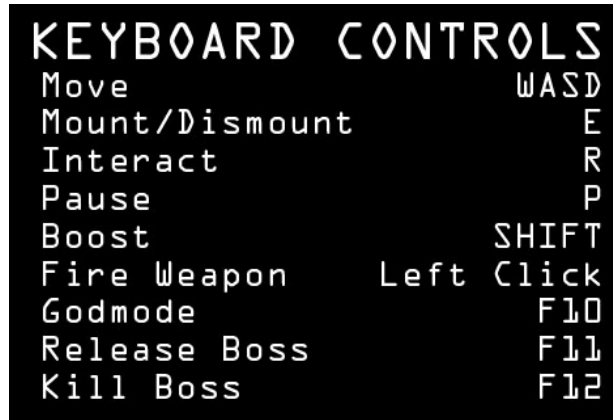 KEYBOARD CONTROLS
Move WASD
Mount/Dismount E
Interact R
Pause P
Boost SHIFT
Fire Weapon Left Click
Godmode F10
Release Boss F11
Kill Boss F12